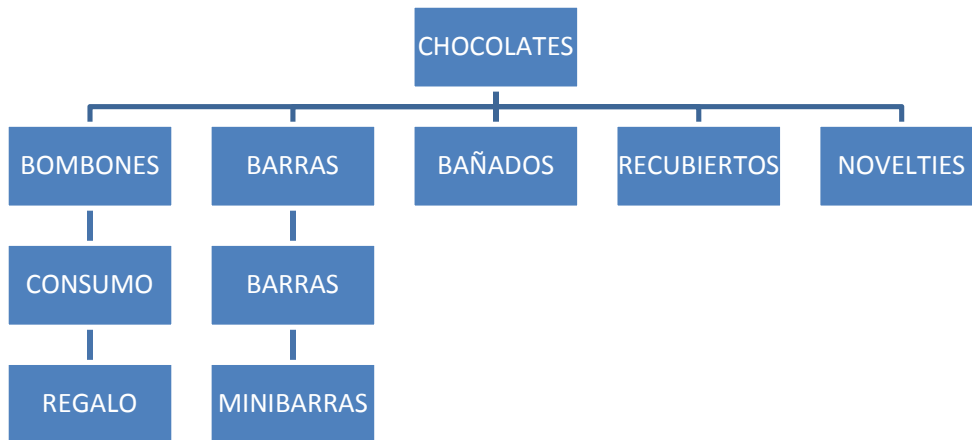 CHOCOLATES
BOMBONES
BARRAS
BAÑADOS
RECUBIERTOS
NOVELTIES
CONSUMO
BARRAS
REGALO
MINIBARRAS